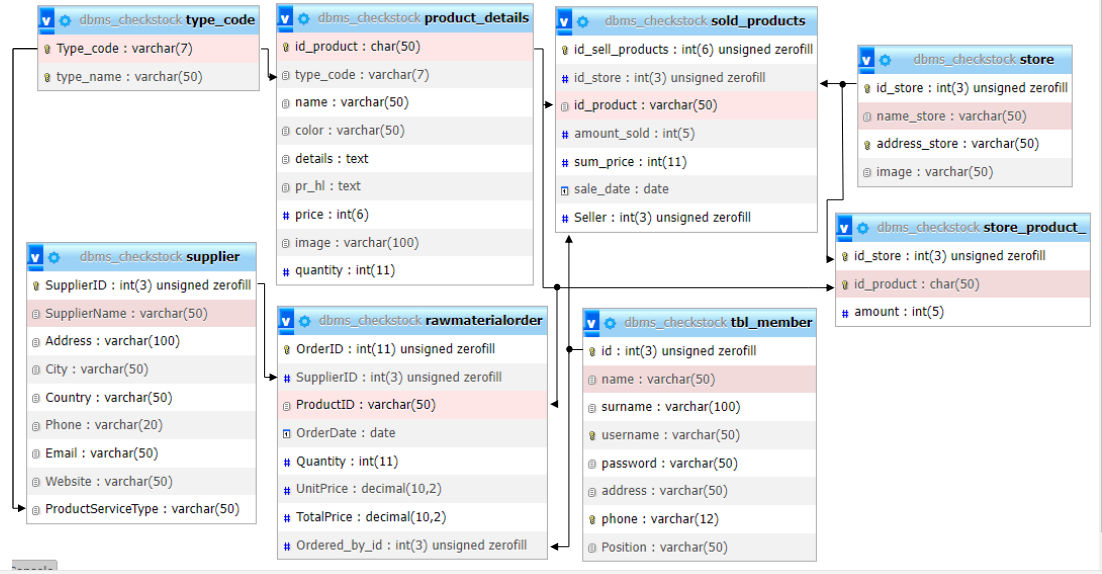 dbms_checkstock type_code
Type_code : varchar(7)
type_name : varchar(50)
dbms_checkstock product_details
id_product : char(50)
type_code : varchar(7)
name : varchar(50)
color : varchar(50)
details : text
pr_hl : text
price : int(6)
image : varchar(100)
quantity : int(11)
dbms_checkstock sold_products
id_sell_products : int(6) unsigned zerofill
id_store : int(3) unsigned zerofill
id_product : varchar(50)
amount_sold : int(5)
sum_price : int(11)
sale_date : date
Seller : int(3) unsigned zerofill
dbms_checkstock store
id_store : int(3) unsigned zerofill
name_store : varchar(50)
address_store : varchar(50)
image : varchar(50)
dbms_checkstock store_product_
id_store : int(3) unsigned zerofill
id_product : char(50)
amount : int(5)
dbms_checkstock supplier
SupplierID : int(3) unsigned zerofill
SupplierName : varchar(50)
Address : varchar(100)
City : varchar(50)
Country : varchar(50)
Phone : varchar(20)
Email : varchar(50)
Website : varchar(50)
ProductServiceType : varchar(50)
dbms_checkstock rawmaterialorder
OrderID : int(11) unsigned zerofill
SupplierID : int(3) unsigned zerofill
ProductID : varchar(50)
OrderDate : date
Quantity : int(11)
UnitPrice : decimal(10,2)
TotalPrice : decimal(10,2)
Ordered_by_id : int(3) unsigned zerofill
dbms_checkstock tbl_member
id : int(3) unsigned zerofill
name : varchar(50)
surname : varchar(100)
username : varchar(50)
password : varchar(50)
address : varchar(50)
phone : varchar(12)
Position : varchar(50)
Console